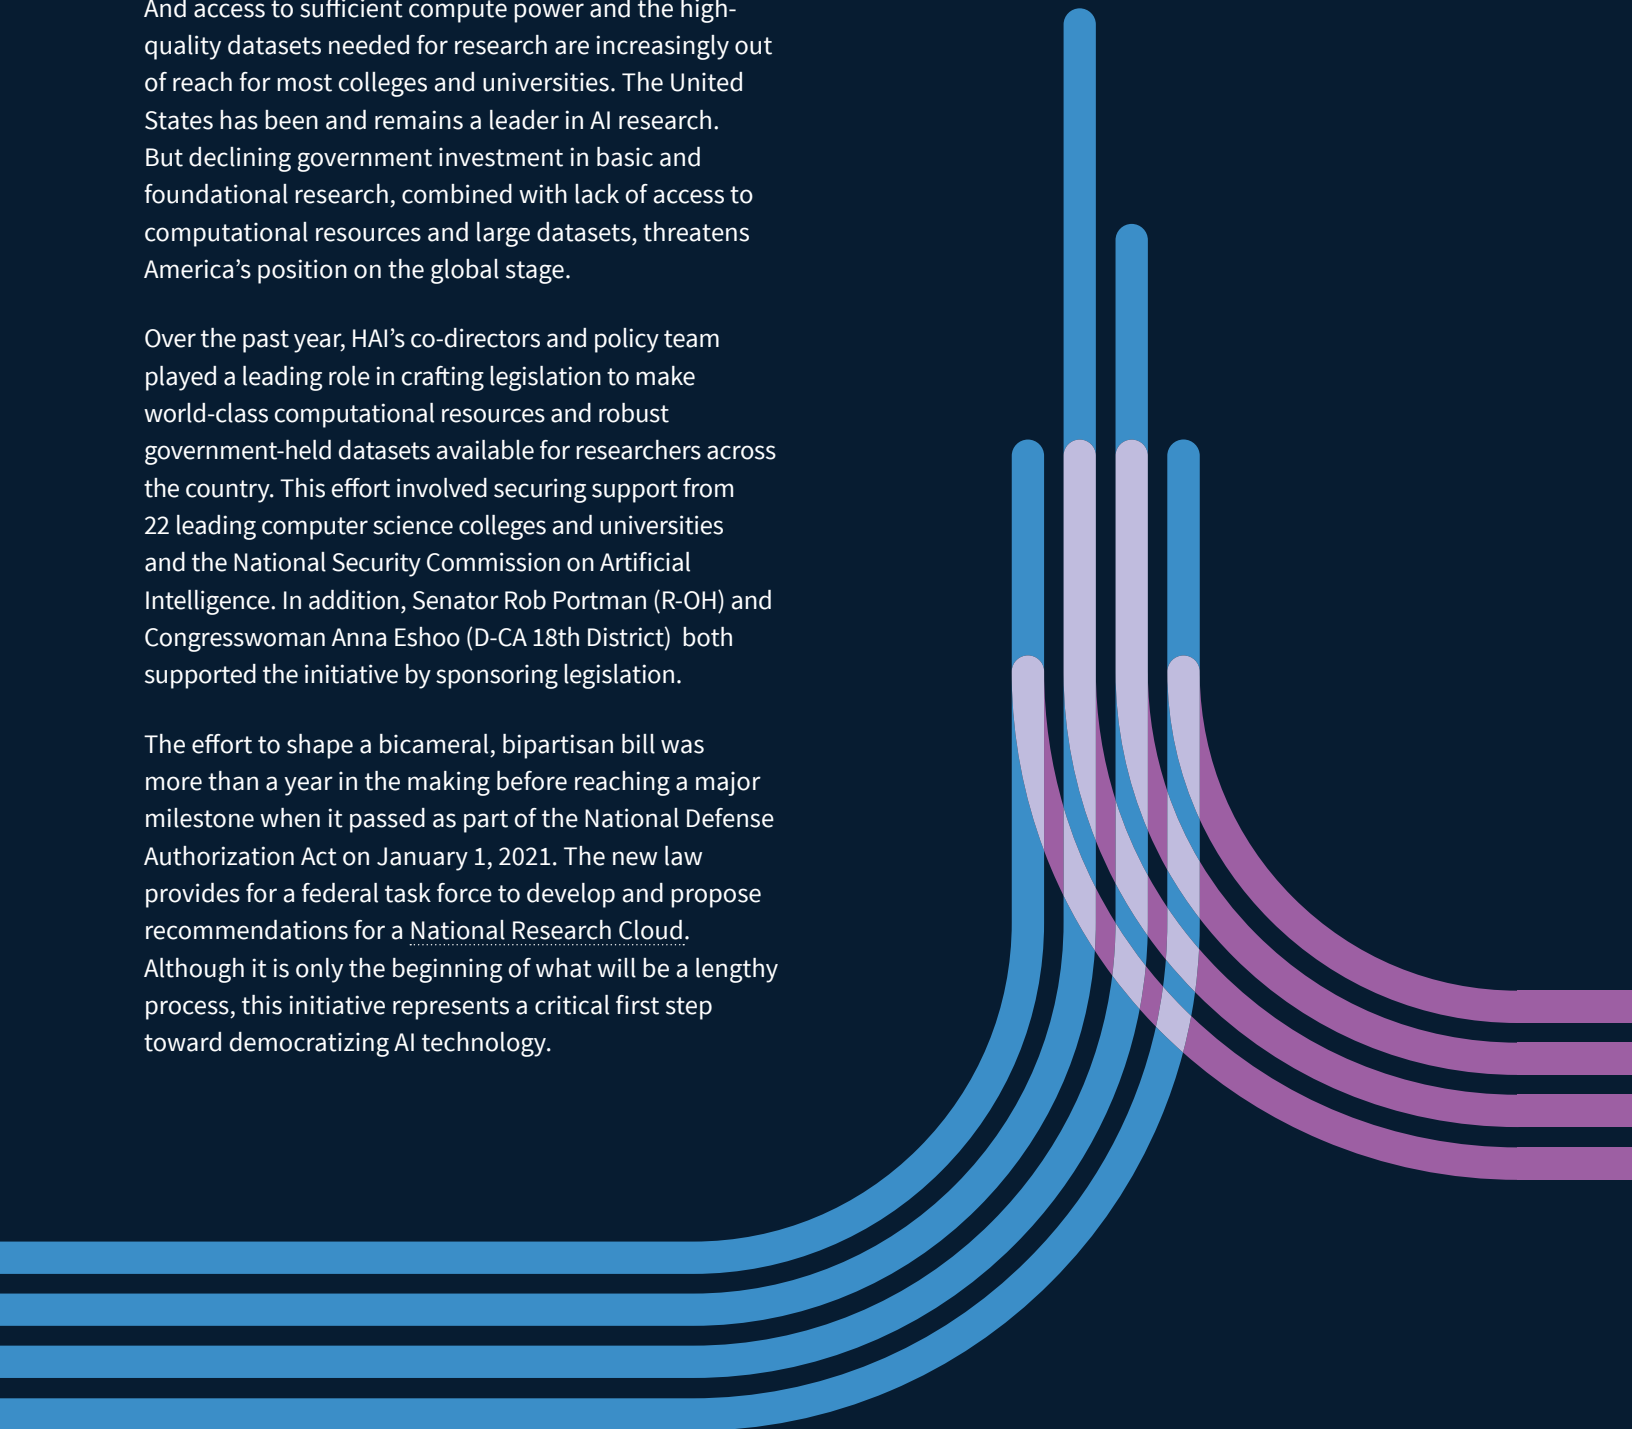 And access to sufficient compute power and the high-
quality datasets needed for research are increasingly out
of reach for most colleges and universities. The United
States has been and remains a leader in AI research.
But declining government investment in basic and
foundational research, combined with lack of access to
computational resources and large datasets, threatens
America’s position on the global stage.
Over the past year, HAI’s co-directors and policy team
played a leading role in crafting legislation to make
world-class computational resources and robust
government-held datasets available for researchers across
the country. This effort involved securing support from
22 leading computer science colleges and universities
and the National Security Commission on Artificial
Intelligence. In addition, Senator Rob Portman (R-OH) and
Congresswoman Anna Eshoo (D-CA 18th District)  both
supported the initiative by sponsoring legislation.
The effort to shape a bicameral, bipartisan bill was
more than a year in the making before reaching a major
milestone when it passed as part of the National Defense
Authorization Act on January 1, 2021. The new law
provides for a federal task force to develop and propose
recommendations for a National Research Cloud.
Although it is only the beginning of what will be a lengthy
process, this initiative represents a critical first step
toward democratizing AI technology.